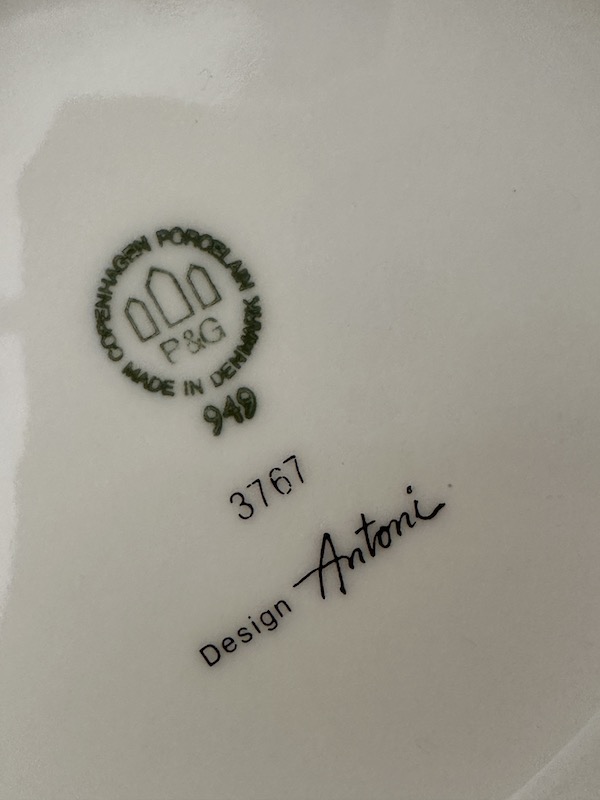 COPENHAGEN PORCELAIN
MADE IN DENMARK
P&G
949
3767
Design Antoni